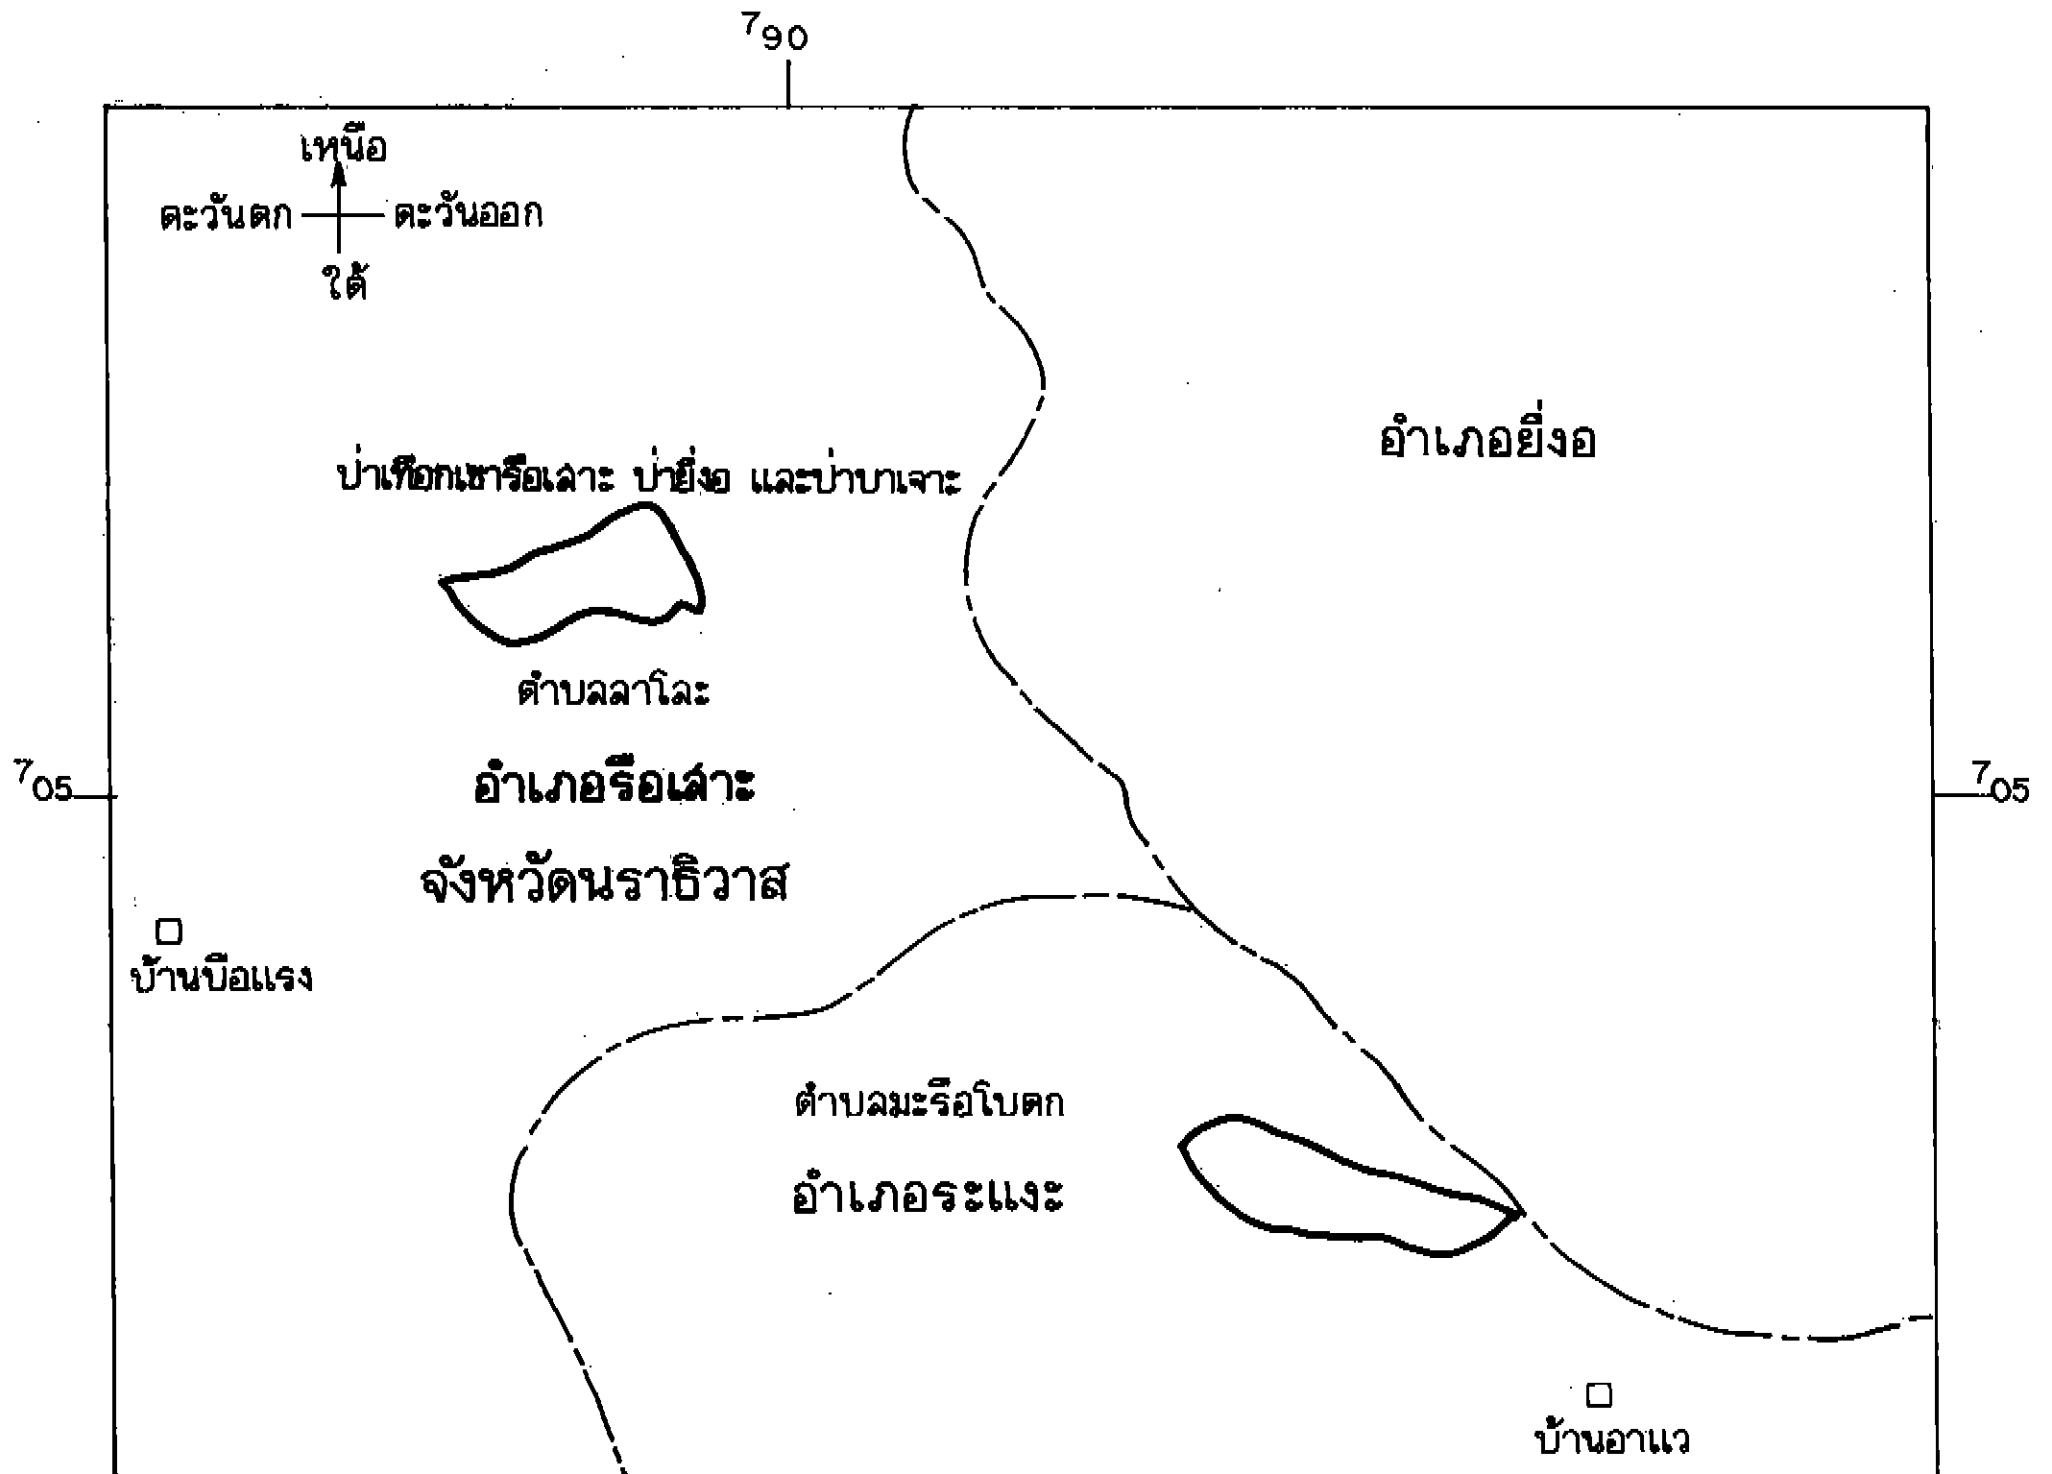 790
เหนือ
ตะวันตก ตะวันออก
ใต้
อำเภอยี่งอ
ป่าเทือกเขารือเสาะ ป่ายี่งอ และป่าบาเจาะ
ตำบลลาโละ
705 อำเภอรือเสาะ 705
จังหวัดนราธิวาส
บ้านบือแรง
ตำบลมะรือโบตก
อำเภอระแงะ
บ้านอาแว